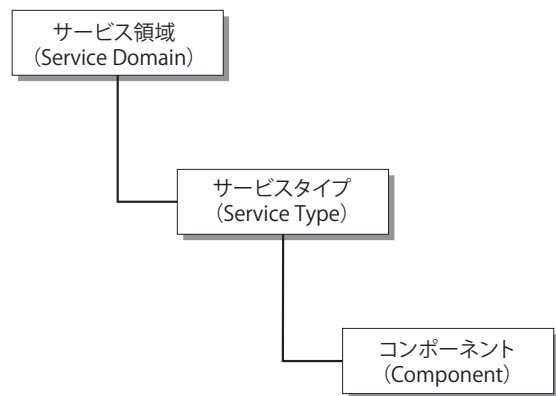 サービス領域
（Service Domain）
サービスタイプ
（Service Type）
コンポーネント
（Component）